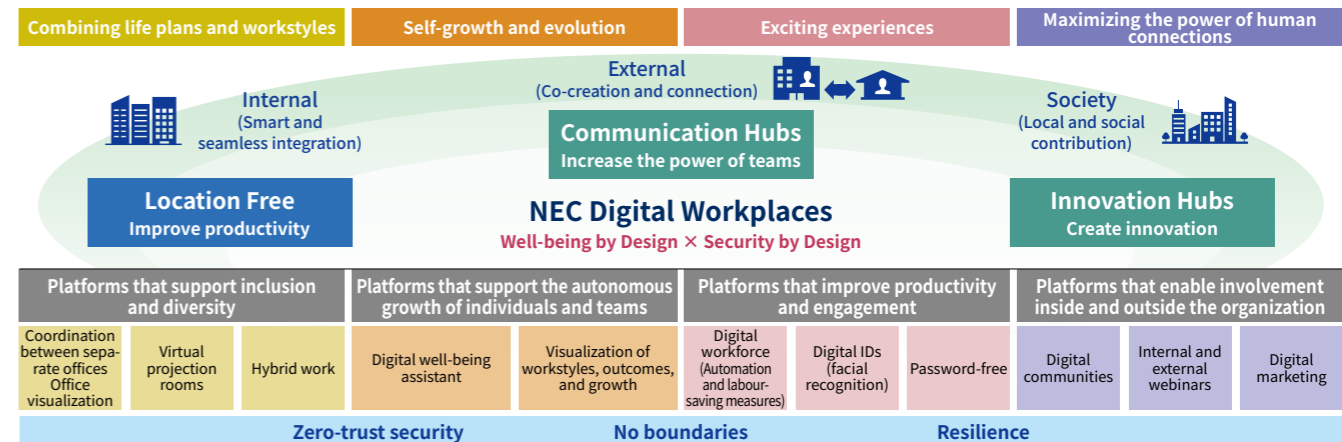 Combining life plans and workstyles
Self-growth and evolution
Exciting experiences
Maximizing the power of human
connections
External
(Co-creation and connection)
Internal
(Smart and
seamless integration)
Society
(Local and social
contribution)
Communication Hubs
Increase the power of teams
Location Free
Improve productivity
NEC Digital Workplaces
Well-being by Design × Security by Design
Innovation Hubs
Create innovation
Platforms that support inclusion
and diversity
Platforms that support the autonomous
growth of individuals and teams
Platforms that improve productivity
and engagement
Platforms that enable involvement
inside and outside the organization
Coordination
between sepa-
rate offices
Office
visualization
Virtual
projection
rooms
Hybrid work
Digital well-being
assistant
Visualization of
workstyles, outcomes,
and growth
Digital
workforce
(Automation
and labour-
saving measures)
Digital IDs
(facial
recognition)
Password-free
Digital
communities
Internal and
external
webinars
Digital
marketing
Zero-trust security
No boundaries
Resilience